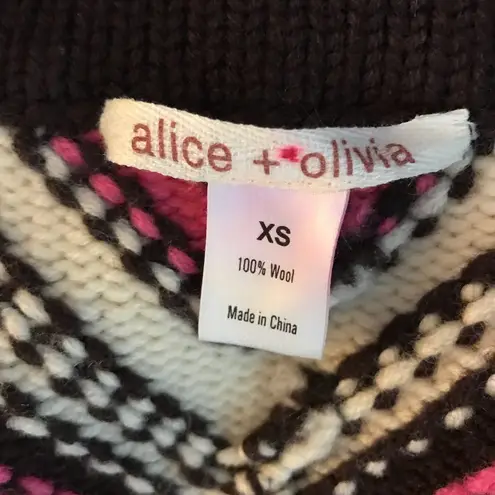 alice + olivia
XS
100% Wool
Made in China